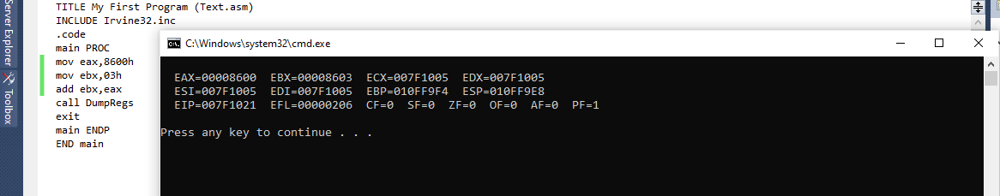 Server Explorer
Toolbox
TITLE My First Program (Text.asm)
INCLUDE Irvine32.inc
.code
main PROC
mov eax,8600h
mov ebx,03h
add ebx,eax
call DumpRegs
exit
main ENDP
END main
C:\Windows\system32\cmd.exe
EAX=00008600  EBX=00008603  ECX=007F1005  EDX=007F1005
ESI=007F1005  EDI=007F1005  EBP=010FF9F4  ESP=010FF9E8
EIP=007F1021  EFL=00000206  CF=0  SF=0  ZF=0  OF=0  AF=0  PF=1
Press any key to continue . . .